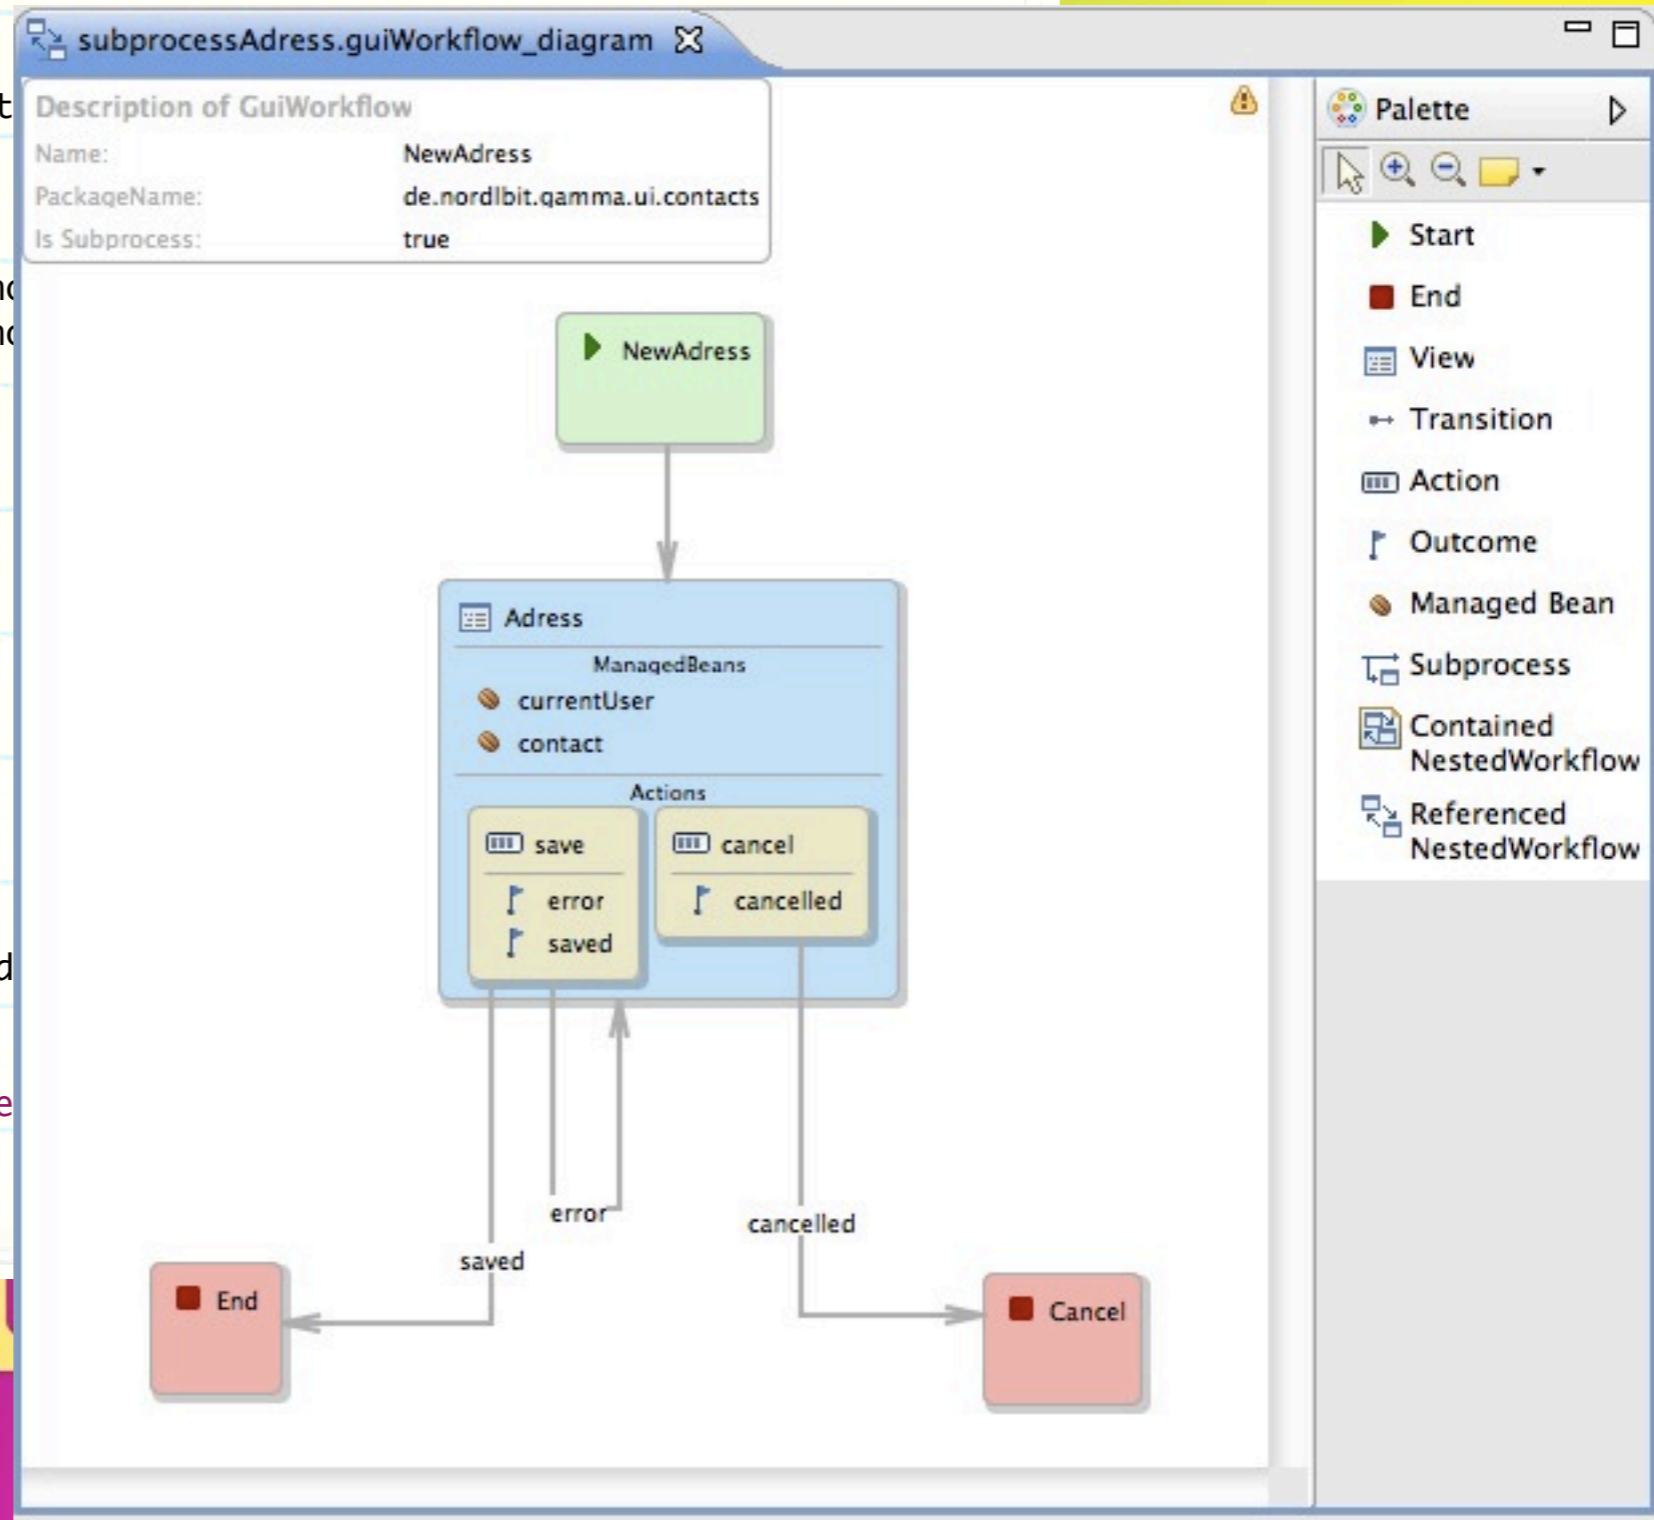 subprocessAdress.guiWorkflow_diagram
Description of GuiWorkflow
Name: NewAdress
PackageName: de.nordlbit.gamma.ui.contacts
Is Subprocess: true
NewAdress
Adress
ManagedBeans
currentUser
contact
Actions
save
error
saved
cancel
cancelled
error
cancelled
saved
End
Cancel
Palette
Start
End
View
Transition
Action
Outcome
Managed Bean
Subprocess
Contained
NestedWorkflow
Referenced
NestedWorkflow